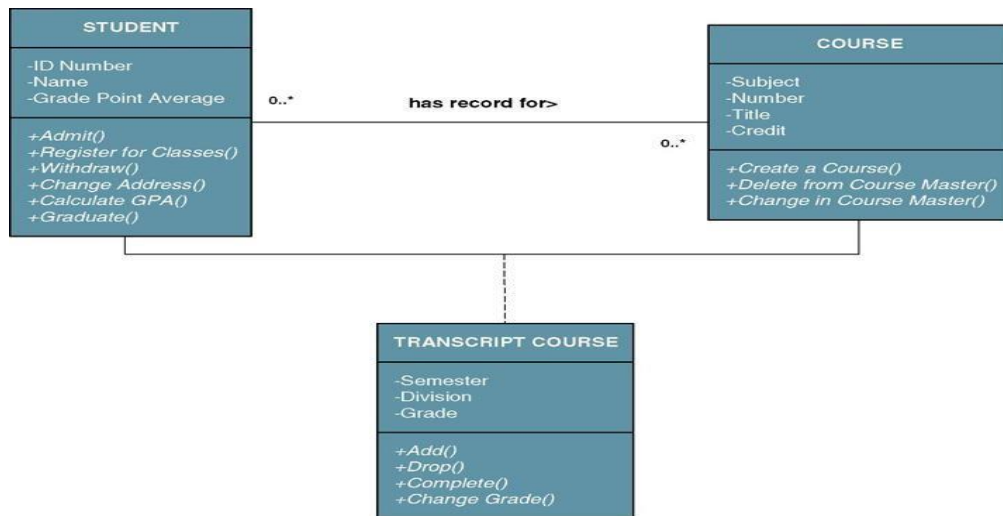 STUDENT
-ID Number
-Name
-Grade Point Average
+Admit()
+Register for Classes()
+Withdraw()
+Change Address()
+Calculate GPA()
+Graduate()
0..*
has record for>
0..*
COURSE
-Subject
-Number
-Title
-Credit
+Create a Course()
+Delete from Course Master()
+Change in Course Master()
TRANSCRIPT COURSE
-Semester
-Division
-Grade
+Add()
+Drop()
+Complete()
+Change Grade()